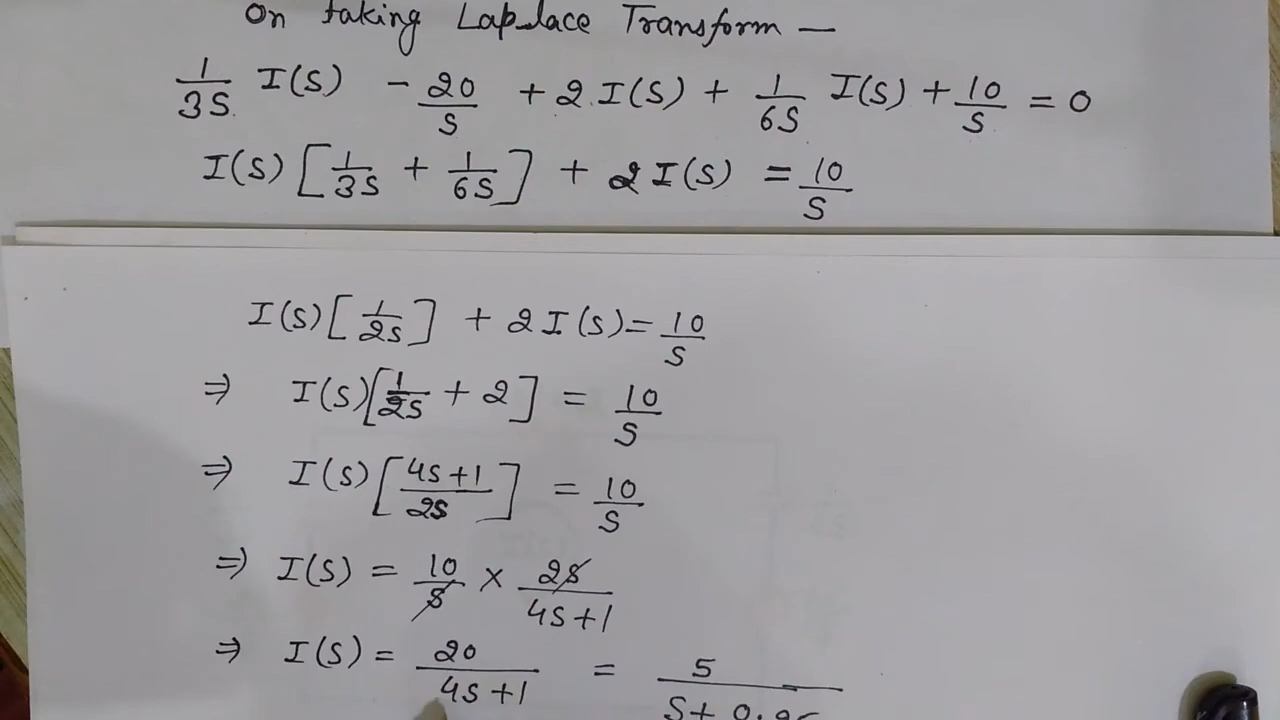 On taking Laplace Transform —
1/3S I(S) - 20/S + 2.I(S) + 1/6S I(S) + 10/S = 0
I(S) [1/3S + 1/6S] + 2 I(S) = 10/S
I(S) [1/2S] + 2 I(S) = 10/S
⇒ I(S) [1/2S + 2] = 10/S
⇒ I(S) [4S+1/2S] = 10/S
⇒ I(S) = 10/S × 2S/4S+1
⇒ I(S) = 20/4S+1 = 5/S+